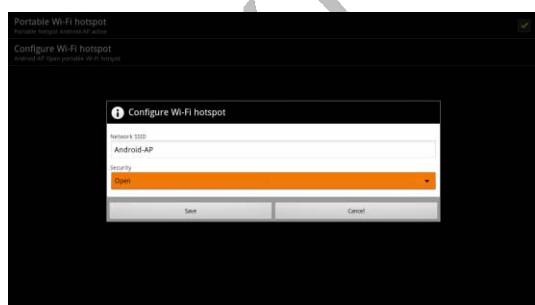 Portable Wi-Fi hotspot
Portable hotspot Android-AP active
Configure Wi-Fi hotspot
Android-AP Open portable Wi-Fi hotspot
Configure Wi-Fi hotspot
Network SSID
Android-AP
Security
Open
Save
Cancel